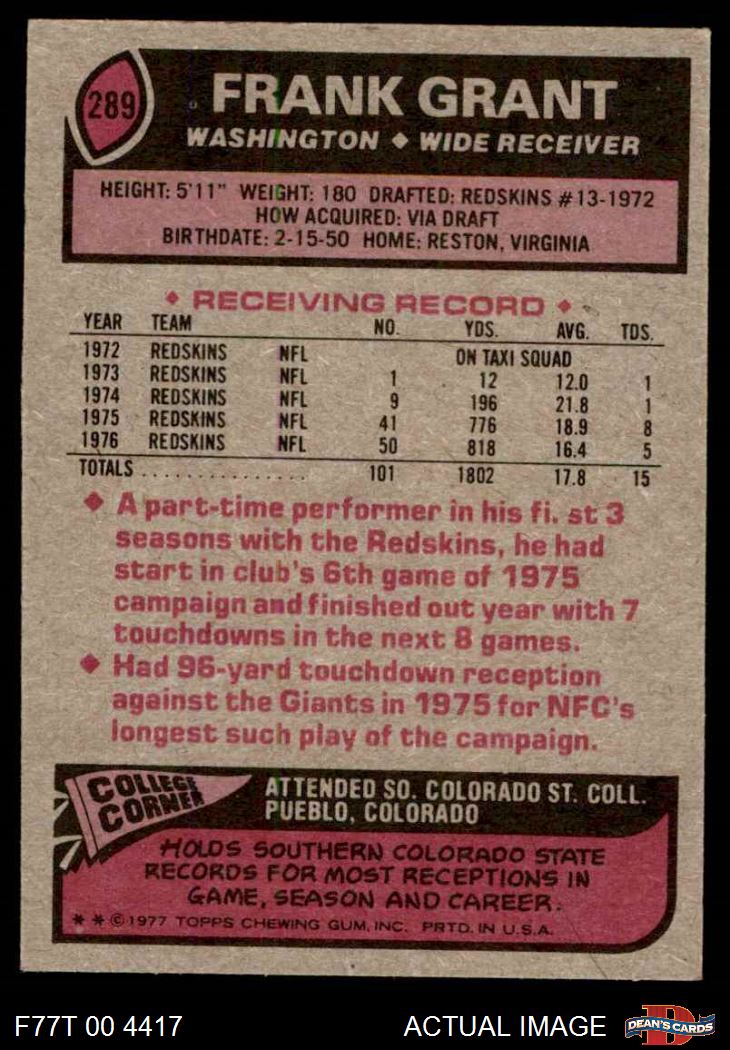 289
FRANK GRANT
WASHINGTON ◆ WIDE RECEIVER
HEIGHT: 5'11" WEIGHT: 180 DRAFTED: REDSKINS #13-1972
HOW ACQUIRED: VIA DRAFT
BIRTHDATE: 2-15-50 HOME: RESTON, VIRGINIA
◆ RECEIVING RECORD ◆
YEAR TEAM NO. YDS. AVG. TDS.
1972 REDSKINS NFL ON TAXI SQUAD
1973 REDSKINS NFL 1 12 12.0 1
1974 REDSKINS NFL 9 196 21.8 1
1975 REDSKINS NFL 41 776 18.9 8
1976 REDSKINS NFL 50 818 16.4 5
TOTALS . . . . . . . . . . . . . . . 101 1802 17.8 15
◆ A part-time performer in his fi. st 3
seasons with the Redskins, he had
start in club's 6th game of 1975
campaign and finished out year with 7
touchdowns in the next 8 games.
◆ Had 96-yard touchdown reception
against the Giants in 1975 for NFC's
longest such play of the campaign.
COLLEGE
CORNER
ATTENDED SO. COLORADO ST. COLL.
PUEBLO, COLORADO
HOLDS SOUTHERN COLORADO STATE
RECORDS FOR MOST RECEPTIONS IN
GAME, SEASON AND CAREER.
* * © 1977 TOPPS CHEWING GUM, INC. PRTD. IN U.S.A.
F77T 00 4417 ACTUAL IMAGE D DEAN'S CARDS